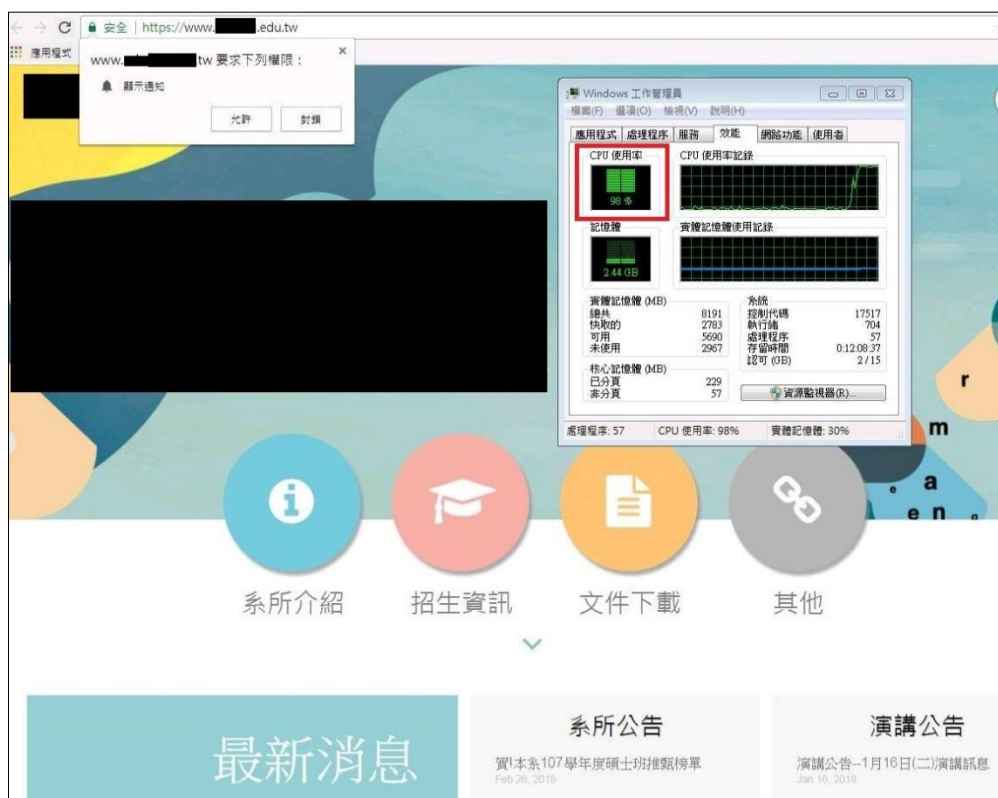 安全 | https://www. .edu.tw
應用程式
www. .tw 要求下列權限：
顯示通知
允許 封鎖
Windows 工作管理員
檔案(F) 選項(O) 檢視(V) 說明(H)
應用程式 處理程序 服務 效能 網路功能 使用者
CPU 使用率 CPU 使用率記錄
98 %
記憶體 實體記憶體使用記錄
2.44 GB
實體記憶體 (MB) 系統
總共 8191 控制代碼 17517
快取的 2783 執行緒 704
可用 5690 處理程序 57
未使用 2967 存留時間 0:12:08:37
認可 (GB) 2 / 15
核心記憶體 (MB)
已分頁 229
非分頁 57 資源監視器(R)...
處理程序: 57 CPU 使用率: 98% 實體記憶體: 30%
r
m
e a
e n
系所介紹 招生資訊 文件下載 其他
最新消息
系所公告 演講公告
賀!本系107學年度碩士班推甄榜單 演講公告--1月16日(二)演講訊息
Feb 26, 2018 Jan 16, 2018